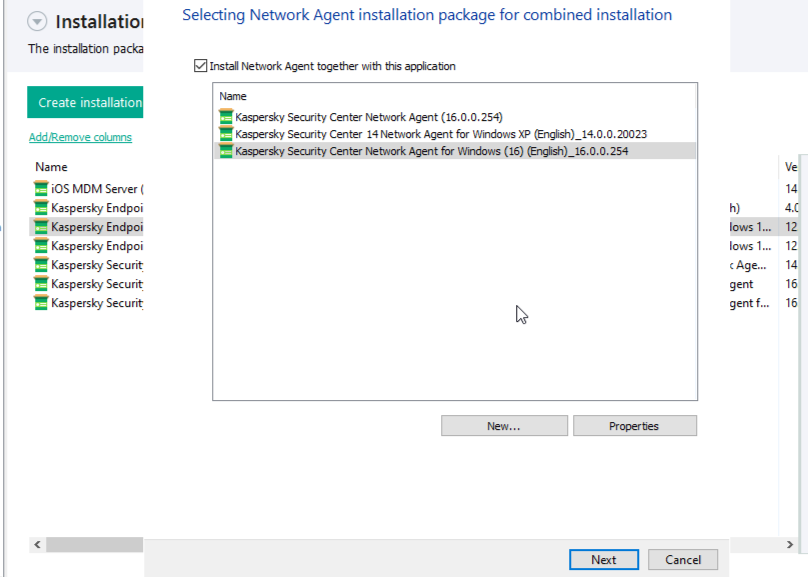 Selecting Network Agent installation package for combined installation
Installation
The installation packa
Install Network Agent together with this application
Name
Kaspersky Security Center Network Agent (16.0.0.254)
Kaspersky Security Center 14 Network Agent for Windows XP (English)_14.0.0.20023
Kaspersky Security Center Network Agent for Windows (16) (English)_16.0.0.254
Create installation
Add/Remove columns
Name Ve
iOS MDM Server ( 14
Kaspersky Endpoi h) 4.0
Kaspersky Endpoi lows 1... 12
Kaspersky Endpoi lows 1... 12
Kaspersky Securit Age... 14
Kaspersky Securit gent 16
Kaspersky Securit gent f... 16
New... Properties
Next Cancel